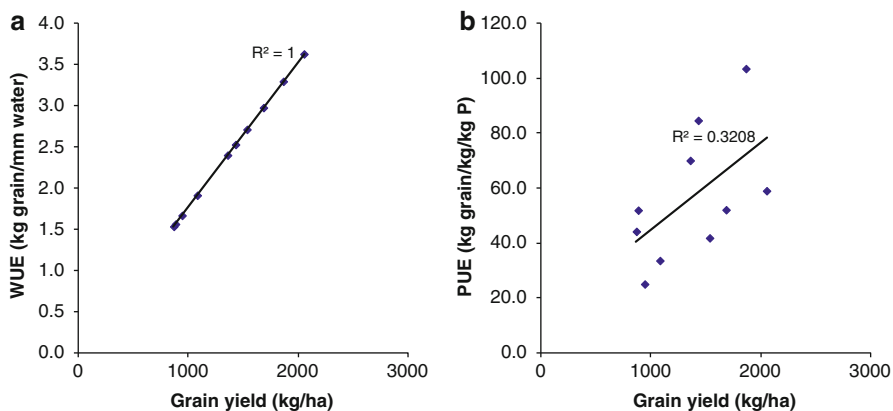 a
R² = 1
WUE (kg grain/mm water)
4.0
3.5
3.0
2.5
2.0
1.5
1.0
0.5
0.0
0 1000 2000 3000
Grain yield (kg/ha)
b
R² = 0.3208
PUE (kg grain/kg/kg P)
120.0
100.0
80.0
60.0
40.0
20.0
0.0
0 1000 2000 3000
Grain yield (kg/ha)